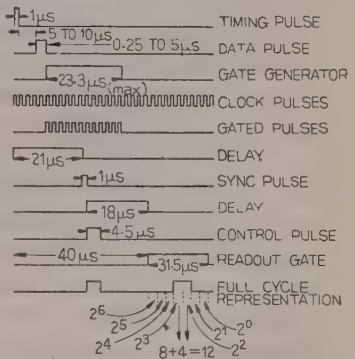 1µs TIMING PULSE
5 TO 10µs
DATA PULSE
0·25 TO 5µs
GATE GENERATOR
23·3µs (max)
CLOCK PULSES
GATED PULSES
DELAY
21µs
1µs
SYNC PULSE
DELAY
18µs
4·5µs CONTROL PULSE
40µs READOUT GATE
31.5µs
FULL CYCLE
REPRESENTATION
2⁶ 2⁵ 2⁴ 2³ 2² 2¹ 2⁰
8+4=12